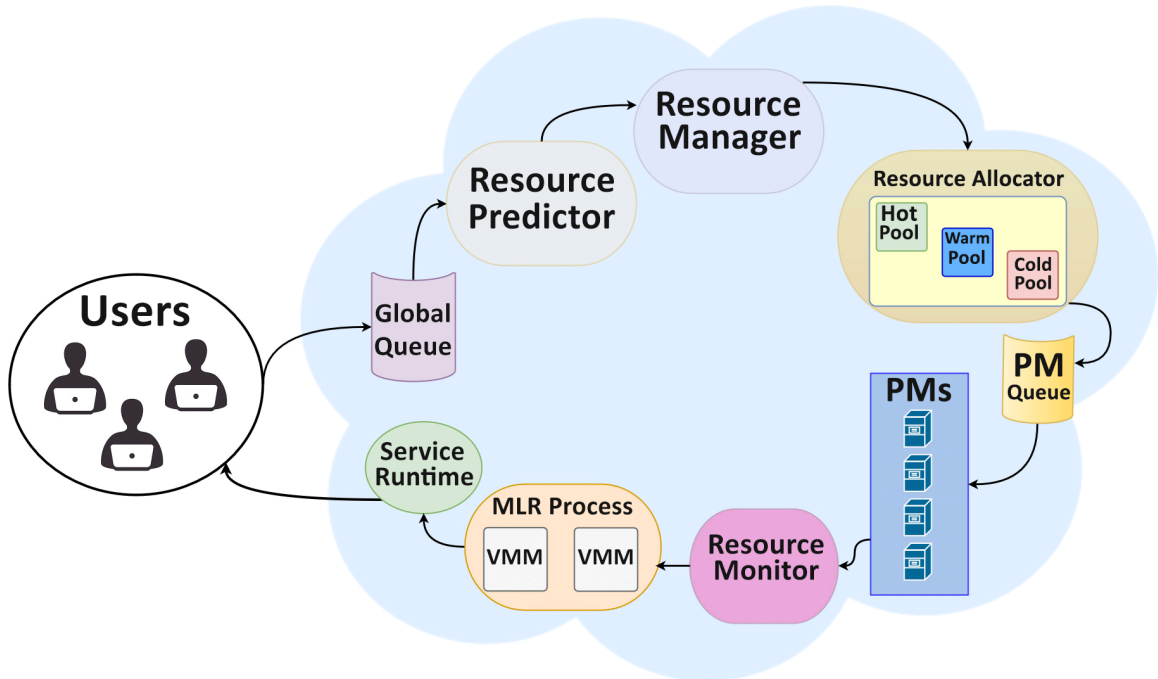 Users
Global
Queue
Resource
Predictor
Resource
Manager
Resource Allocator
Hot
Pool
Warm
Pool
Cold
Pool
PM
Queue
PMs
Resource
Monitor
MLR Process
VMM
VMM
Service
Runtime